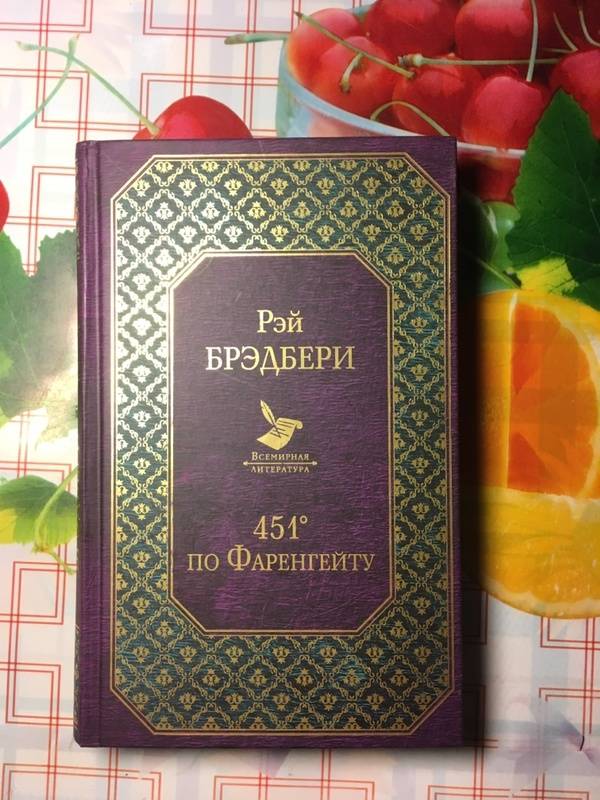 Рэй
БРЭДБЕРИ
Всемирная
литература
451°
по Фаренгейту